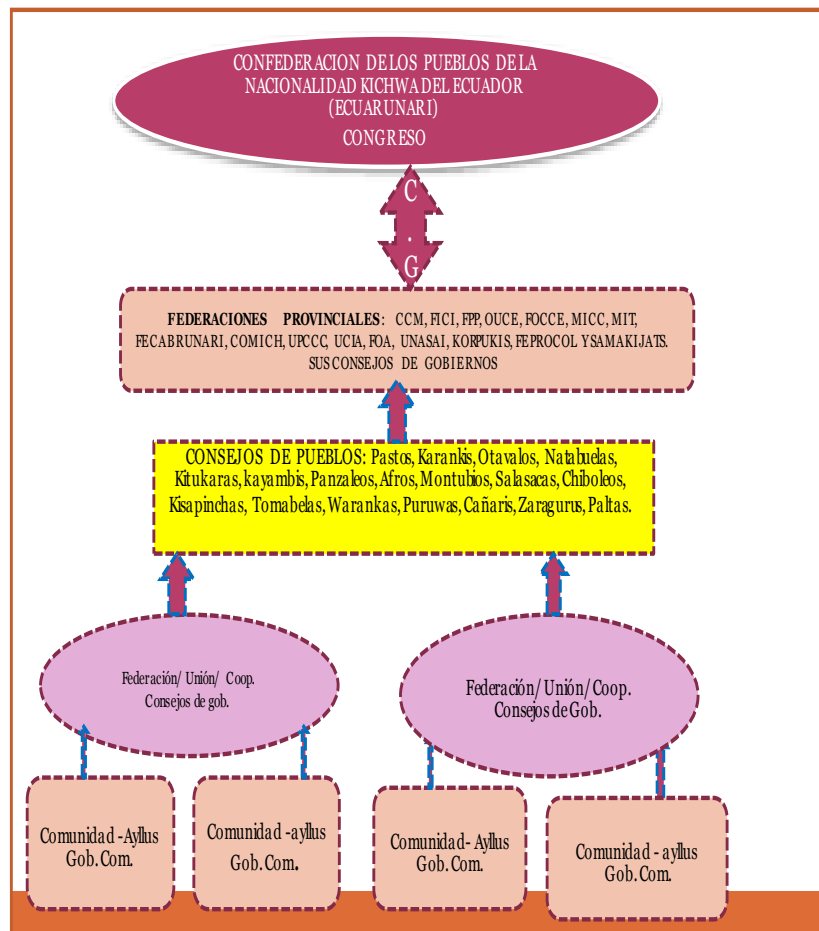 CONFEDERACION DE LOS PUEBLOS DE LA
NACIONALIDAD KICHWA DEL ECUADOR
(ECUARUNARI)
CONGRESO
C
.
G
FEDERACIONES PROVINCIALES: CCM, FICI, FPP, OUCE, FOCCE, MICC, MIT,
FECABRUNARI, COMICH, UPCCC, UCIA, FOA, UNASAI, KORPUKIS, FEPROCOL Y SAMAKIJATS.
SUS CONSEJOS DE GOBIERNOS
CONSEJOS DE PUEBLOS: Pastos, Karankis, Otavalos, Natabuelas,
Kitukaras, kayambis, Panzaleos, Afros, Montubios, Salasacas, Chiboleos,
Kisapinchas, Tomabelas, Warankas, Puruwas, Cañaris, Zaragurus, Paltas.
Federación/ Unión/ Coop.
Consejos de gob.
Federación/ Unión/ Coop.
Consejos de Gob.
Comunidad -Ayllus
Gob. Com.
Comunidad -ayllus
Gob. Com.
Comunidad- Ayllus
Gob. Com.
Comunidad - ayllus
Gob. Com.